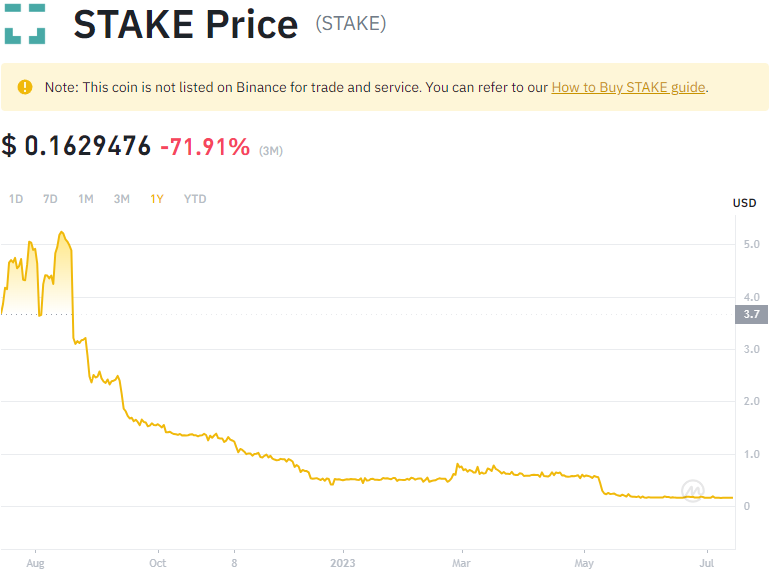 STAKE Price (STAKE)
Note: This coin is not listed on Binance for trade and service. You can refer to our How to Buy STAKE guide.
$ 0.1629476 -71.91% (3M)
1D 7D 1M 3M 1Y YTD
USD
5.0
4.0
3.7
3.0
2.0
1.0
0
Aug Oct 8 2023 Mar May Jul